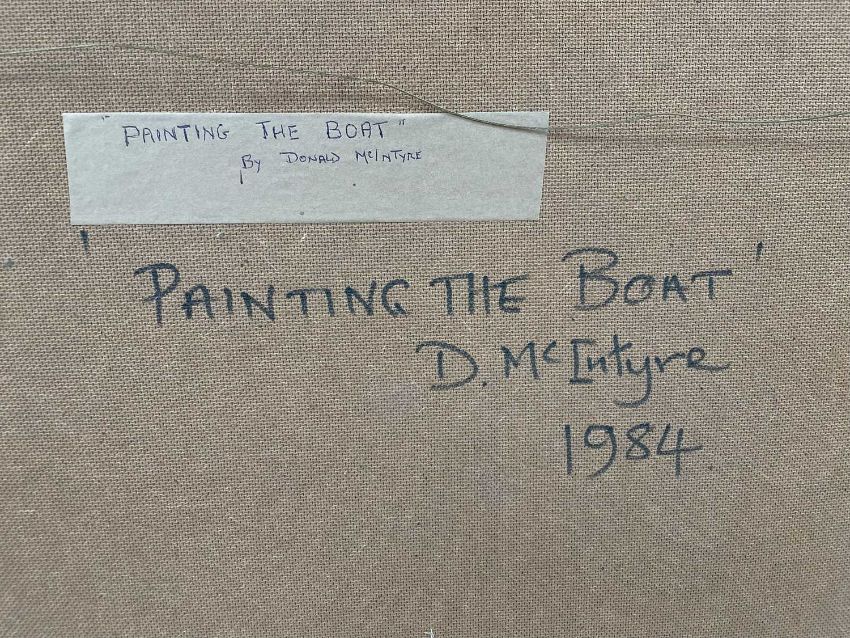 "PAINTING THE BOAT"
By DONALD McINTYRE
'PAINTING THE BOAT'
D. McIntyre
1984